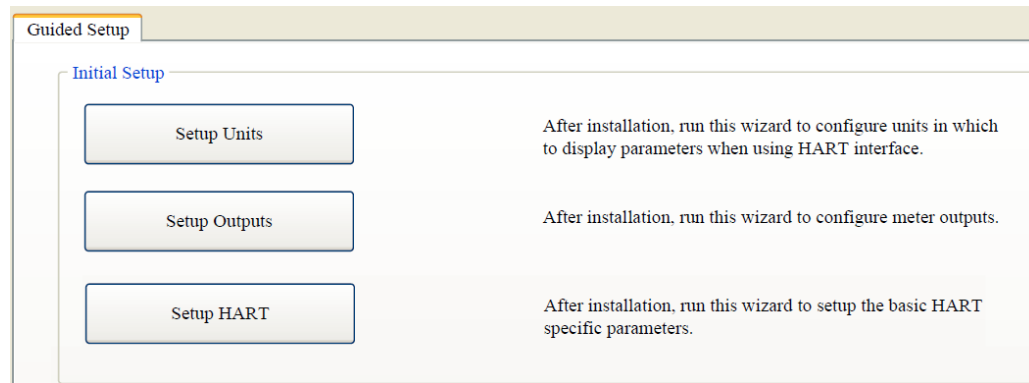 Guided Setup
Initial Setup
Setup Units
After installation, run this wizard to configure units in which
to display parameters when using HART interface.
Setup Outputs
After installation, run this wizard to configure meter outputs.
Setup HART
After installation, run this wizard to setup the basic HART
specific parameters.